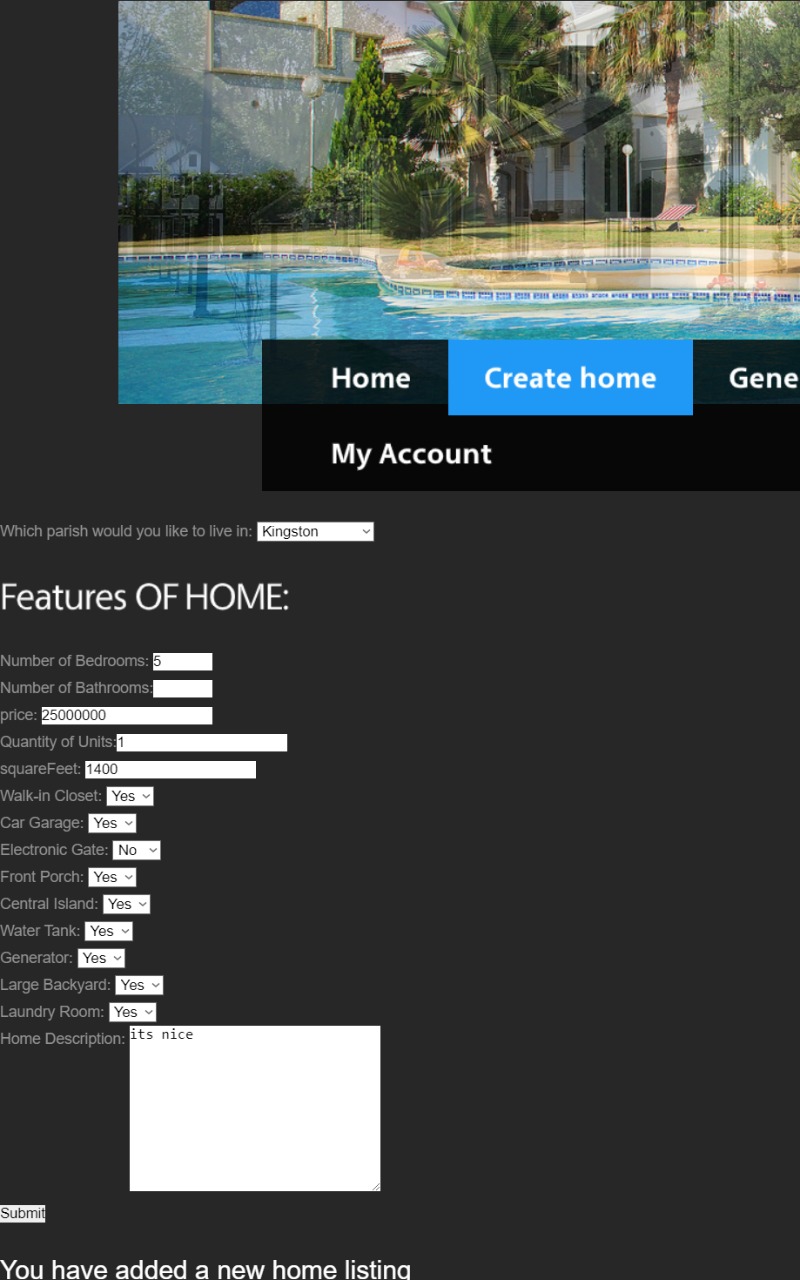 Home Create home Gene
My Account
Which parish would you like to live in: Kingston
Features OF HOME:
Number of Bedrooms: 5
Number of Bathrooms:
price: 25000000
Quantity of Units:1
squareFeet: 1400
Walk-in Closet: Yes
Car Garage: Yes
Electronic Gate: No
Front Porch: Yes
Central Island: Yes
Water Tank: Yes
Generator: Yes
Large Backyard: Yes
Laundry Room: Yes
Home Description: its nice
Submit
You have added a new home listing